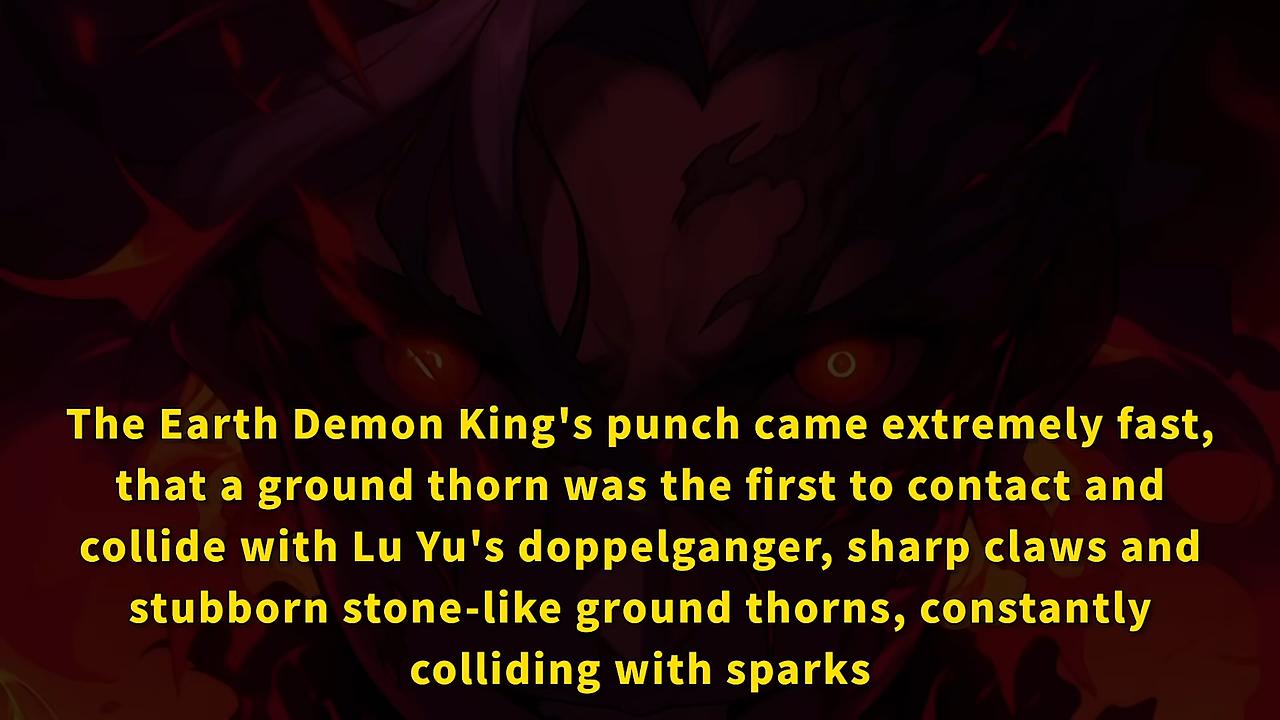 The Earth Demon King's punch came extremely fast,
that a ground thorn was the first to contact and
collide with Lu Yu's doppelganger, sharp claws and
stubborn stone-like ground thorns, constantly
colliding with sparks